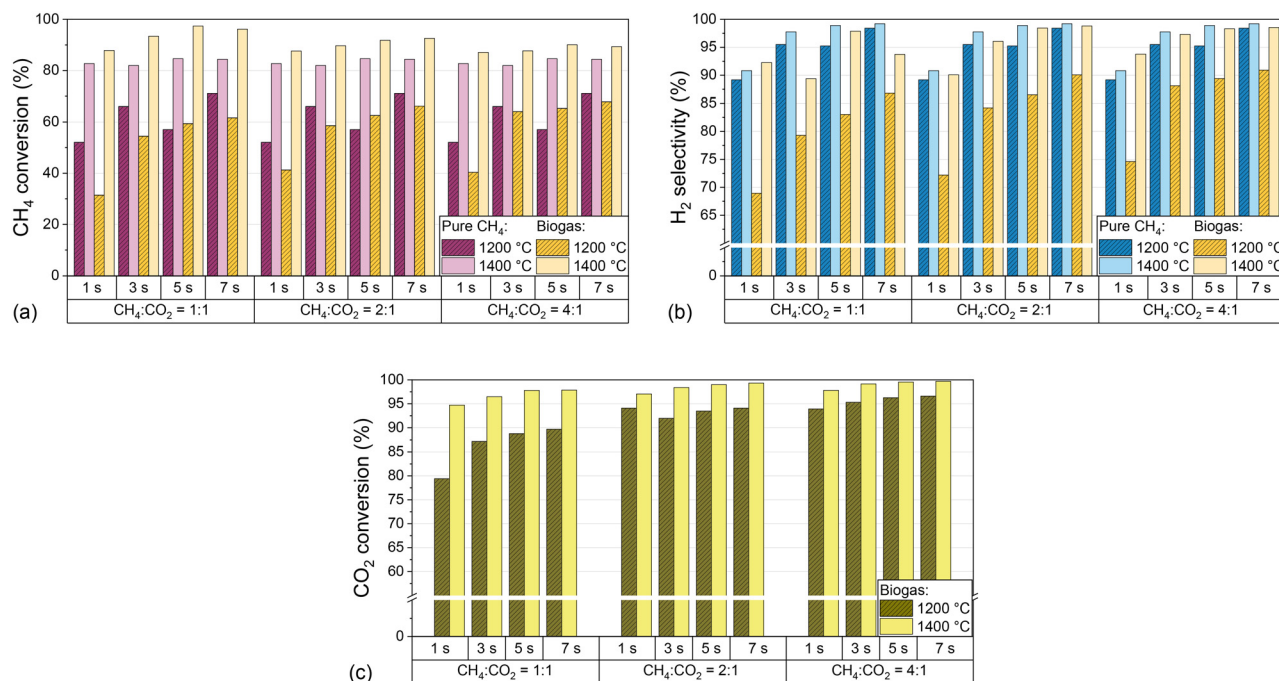 CH₄ conversion (%)
100
80
60
40
20
0
Pure CH₄: Biogas:
1200 °C 1200 °C
1400 °C 1400 °C
1 s 3 s 5 s 7 s 1 s 3 s 5 s 7 s 1 s 3 s 5 s 7 s
CH₄:CO₂ = 1:1 CH₄:CO₂ = 2:1 CH₄:CO₂ = 4:1
(a)
H₂ selectivity (%)
100
95
90
85
80
75
70
65
0
Pure CH₄: Biogas:
1200 °C 1200 °C
1400 °C 1400 °C
1 s 3 s 5 s 7 s 1 s 3 s 5 s 7 s 1 s 3 s 5 s 7 s
CH₄:CO₂ = 1:1 CH₄:CO₂ = 2:1 CH₄:CO₂ = 4:1
(b)
CO₂ conversion (%)
100
95
90
85
80
75
70
65
60
0
Biogas:
1200 °C
1400 °C
1 s 3 s 5 s 7 s 1 s 3 s 5 s 7 s 1 s 3 s 5 s 7 s
CH₄:CO₂ = 1:1 CH₄:CO₂ = 2:1 CH₄:CO₂ = 4:1
(c)